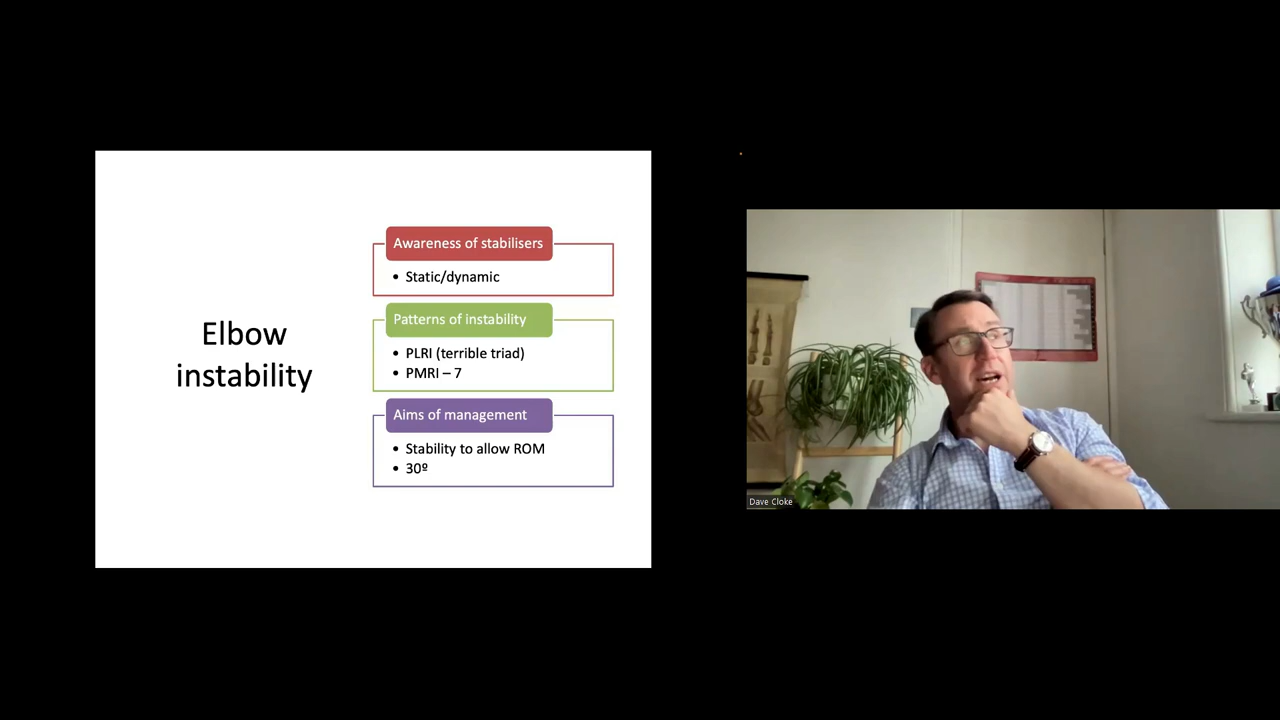 Elbow
instability
Awareness of stabilisers
• Static/dynamic
Patterns of instability
• PLRI (terrible triad)
• PMRI – 7
Aims of management
• Stability to allow ROM
• 30º
Dave Cloke